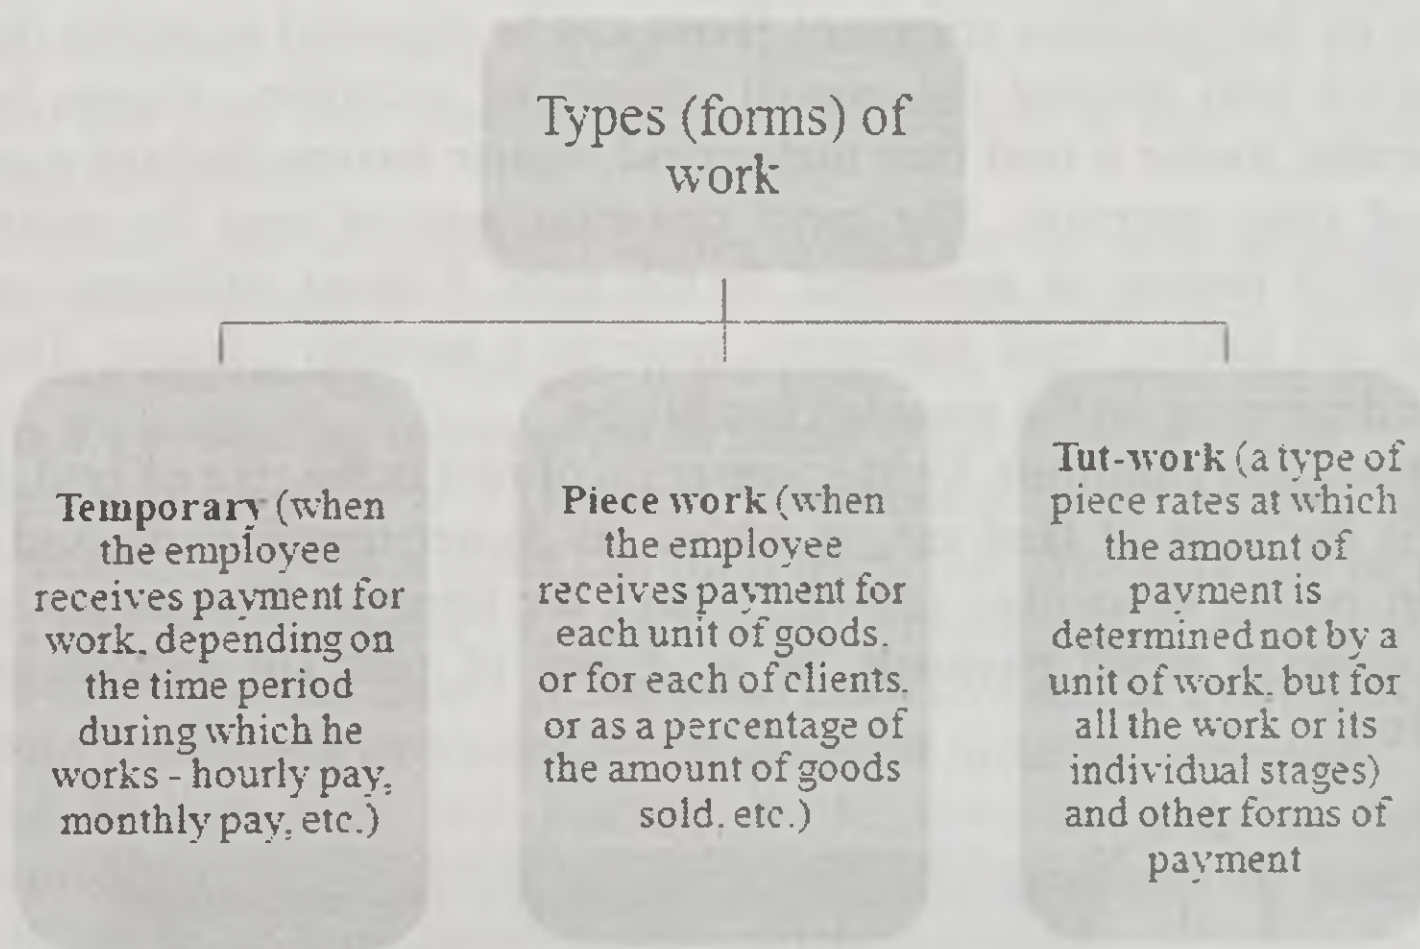 Types (forms) of
work
Temporary (when
the employee
receives payment for
work, depending on
the time period
during which he
works - hourly pay,
monthly pay, etc.)
Piece work (when
the employee
receives payment for
each unit of goods,
or for each of clients,
or as a percentage of
the amount of goods
sold, etc.)
Tut-work (a type of
piece rates at which
the amount of
payment is
determined not by a
unit of work, but for
all the work or its
individual stages)
and other forms of
payment